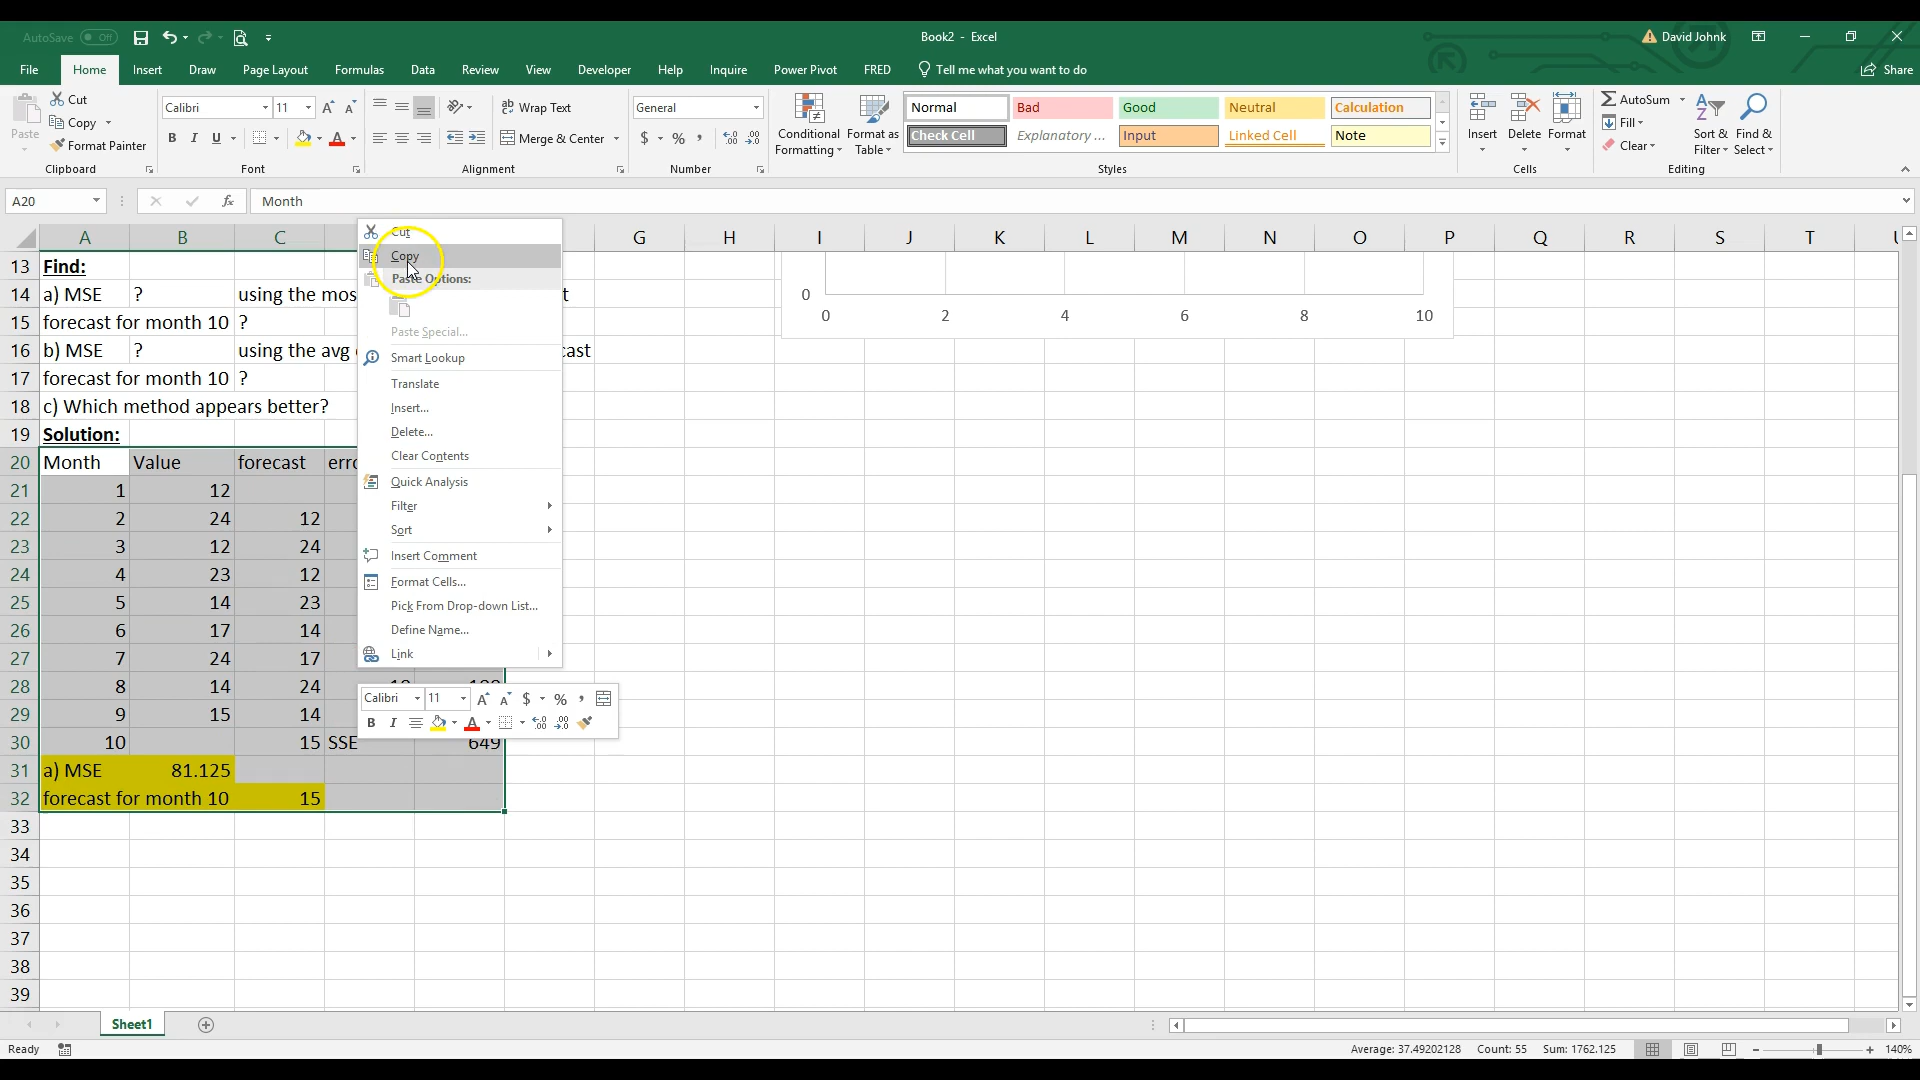 AutoSave Off
Book2 - Excel
David Johnk
File Home Insert Draw Page Layout Formulas Data Review View Developer Help Inquire Power Pivot FRED Tell me what you want to do Share
Paste
Cut
Copy
Format Painter
Clipboard
Calibri 11
B I U
Font
Wrap Text
Merge & Center
Alignment
General
$ % ,
Number
Conditional Formatting
Format as Table
Normal Bad Good Neutral Calculation
Check Cell Explanatory ... Input Linked Cell Note
Styles
Insert Delete Format
Cells
AutoSum
Fill
Clear
Sort & Filter
Find & Select
Editing
A20 fx Month
A B C G H I J K L M N O P Q R S T
13 Find:
14 a) MSE ? using the mos
15 forecast for month 10 ?
16 b) MSE ? using the avg
17 forecast for month 10 ?
18 c) Which method appears better?
19 Solution:
20 Month Value forecast
21 1 12
22 2 24 12
23 3 12 24
24 4 23 12
25 5 14 23
26 6 17 14
27 7 24 17
28 8 14 24
29 9 15 14
30 10 15 SSE 649
31 a) MSE 81.125
32 forecast for month 10 15
33
34
35
36
37
38
39
Cut
Copy
Paste Options:
Paste Special...
Smart Lookup
Translate
Insert...
Delete...
Clear Contents
Quick Analysis
Filter
Sort
Insert Comment
Format Cells...
Pick From Drop-down List...
Define Name...
Link
Calibri 11 A A $ % ,
B I A
0
0 2 4 6 8 10
Sheet1
Ready
Average: 37.49202128 Count: 55 Sum: 1762.125
140%